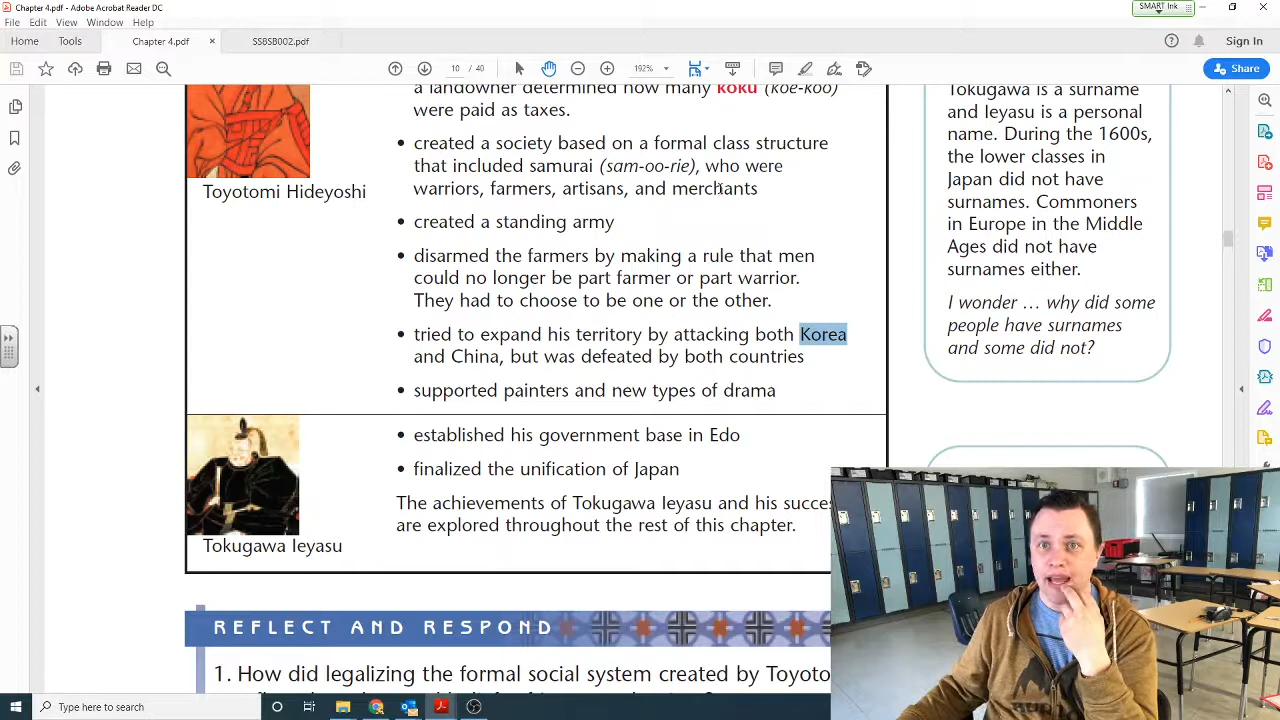 Chapter 4.pdf - Adobe Acrobat Reader DC
SMART Ink
File Edit View Window Help
Home Tools Chapter 4.pdf × SSBSB002.pdf Sign In
10 / 40 192% Share
a landowner determined how many koku (koe-koo)
were paid as taxes.
• created a society based on a formal class structure
that included samurai (sam-oo-rie), who were
warriors, farmers, artisans, and merchants
Toyotomi Hideyoshi
• created a standing army
• disarmed the farmers by making a rule that men
could no longer be part farmer or part warrior.
They had to choose to be one or the other.
• tried to expand his territory by attacking both Korea
and China, but was defeated by both countries
• supported painters and new types of drama
• established his government base in Edo
• finalized the unification of Japan
The achievements of Tokugawa Ieyasu and his succe
are explored throughout the rest of this chapter.
Tokugawa Ieyasu
Tokugawa is a surname
and Ieyasu is a personal
name. During the 1600s,
the lower classes in
Japan did not have
surnames. Commoners
in Europe in the Middle
Ages did not have
surnames either.
I wonder ... why did some
people have surnames
and some did not?
REFLECT AND RESPOND
1. How did legalizing the formal social system created by Toyoto
Type here to search